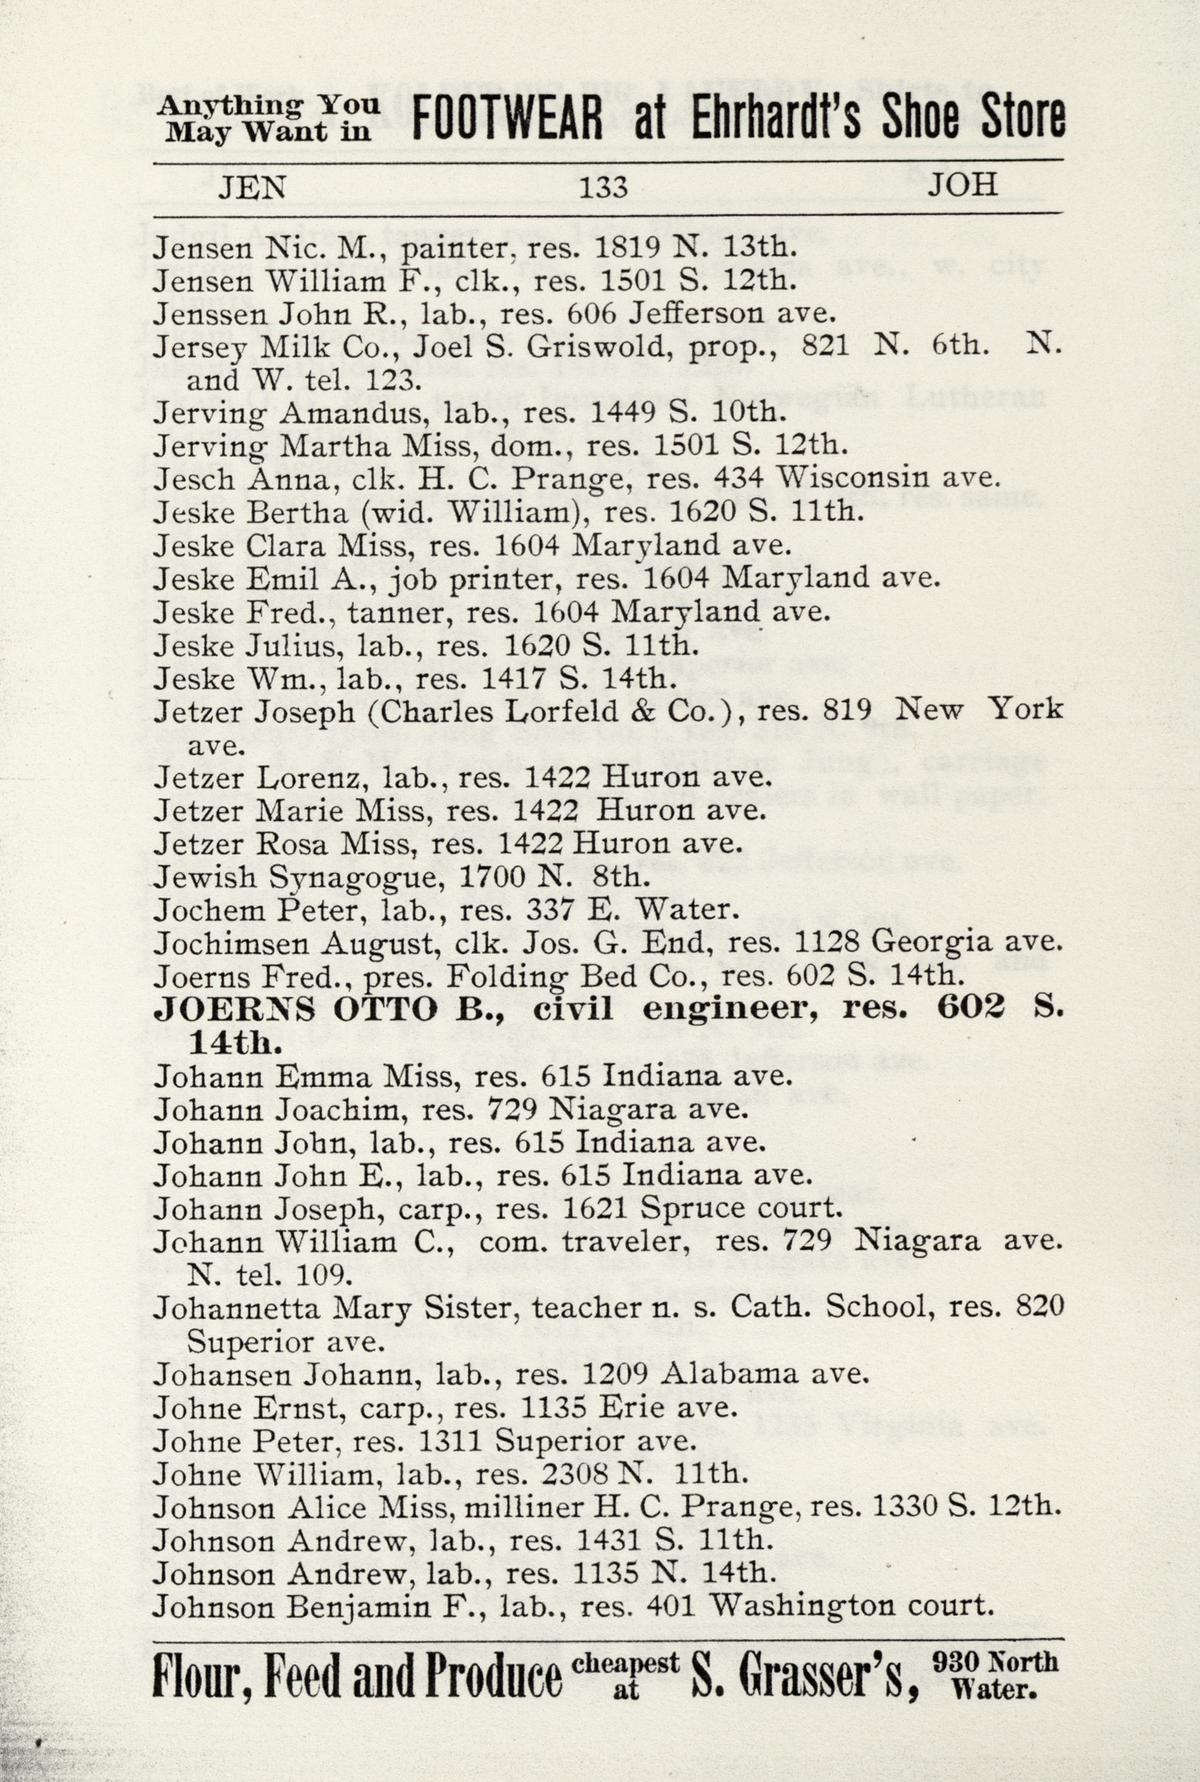 Anything You May Want in FOOTWEAR at Ehrhardt's Shoe Store
JEN 133 JOH
Jensen Nic. M., painter, res. 1819 N. 13th.
Jensen William F., clk., res. 1501 S. 12th.
Jenssen John R., lab., res. 606 Jefferson ave.
Jersey Milk Co., Joel S. Griswold, prop., 821 N. 6th. N.
and W. tel. 123.
Jerving Amandus, lab., res. 1449 S. 10th.
Jerving Martha Miss, dom., res. 1501 S. 12th.
Jesch Anna, clk. H. C. Prange, res. 434 Wisconsin ave.
Jeske Bertha (wid. William), res. 1620 S. 11th.
Jeske Clara Miss, res. 1604 Maryland ave.
Jeske Emil A., job printer, res. 1604 Maryland ave.
Jeske Fred., tanner, res. 1604 Maryland ave.
Jeske Julius, lab., res. 1620 S. 11th.
Jeske Wm., lab., res. 1417 S. 14th.
Jetzer Joseph (Charles Lorfeld & Co.), res. 819 New York
ave.
Jetzer Lorenz, lab., res. 1422 Huron ave.
Jetzer Marie Miss, res. 1422 Huron ave.
Jetzer Rosa Miss, res. 1422 Huron ave.
Jewish Synagogue, 1700 N. 8th.
Jochem Peter, lab., res. 337 E. Water.
Jochimsen August, clk. Jos. G. End, res. 1128 Georgia ave.
Joerns Fred., pres. Folding Bed Co., res. 602 S. 14th.
JOERNS OTTO B., civil engineer, res. 602 S.
14th.
Johann Emma Miss, res. 615 Indiana ave.
Johann Joachim, res. 729 Niagara ave.
Johann John, lab., res. 615 Indiana ave.
Johann John E., lab., res. 615 Indiana ave.
Johann Joseph, carp., res. 1621 Spruce court.
Johann William C., com. traveler, res. 729 Niagara ave.
N. tel. 109.
Johannetta Mary Sister, teacher n. s. Cath. School, res. 820
Superior ave.
Johansen Johann, lab., res. 1209 Alabama ave.
Johne Ernst, carp., res. 1135 Erie ave.
Johne Peter, res. 1311 Superior ave.
Johne William, lab., res. 2308 N. 11th.
Johnson Alice Miss, milliner H. C. Prange, res. 1330 S. 12th.
Johnson Andrew, lab., res. 1431 S. 11th.
Johnson Andrew, lab., res. 1135 N. 14th.
Johnson Benjamin F., lab., res. 401 Washington court.
Flour, Feed and Produce cheapest at S. Grasser's, 930 North Water.